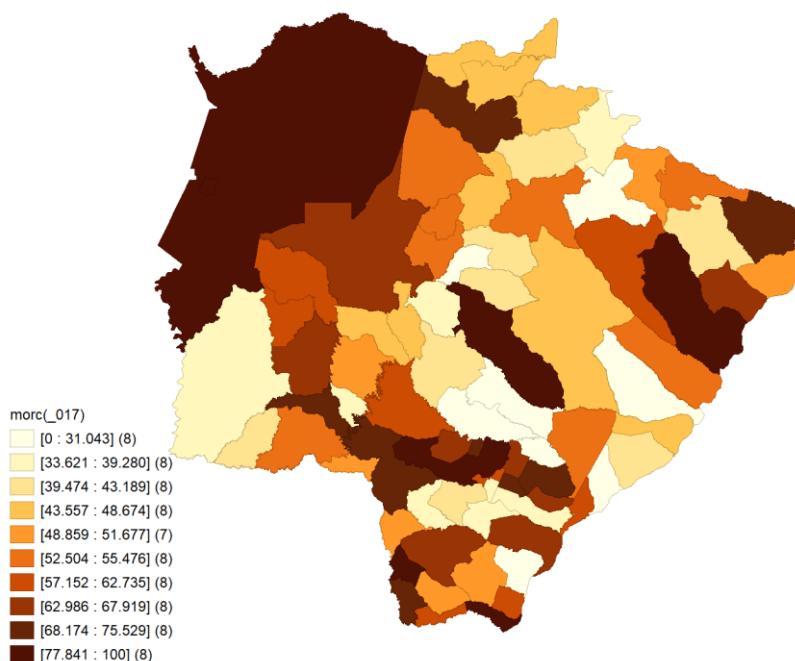 morc(_017)
[0 : 31.043] (8)
[33.621 : 39.280] (8)
[39.474 : 43.189] (8)
[43.557 : 48.674] (8)
[48.859 : 51.677] (7)
[52.504 : 55.476] (8)
[57.152 : 62.735] (8)
[62.986 : 67.919] (8)
[68.174 : 75.529] (8)
[77.841 : 100] (8)